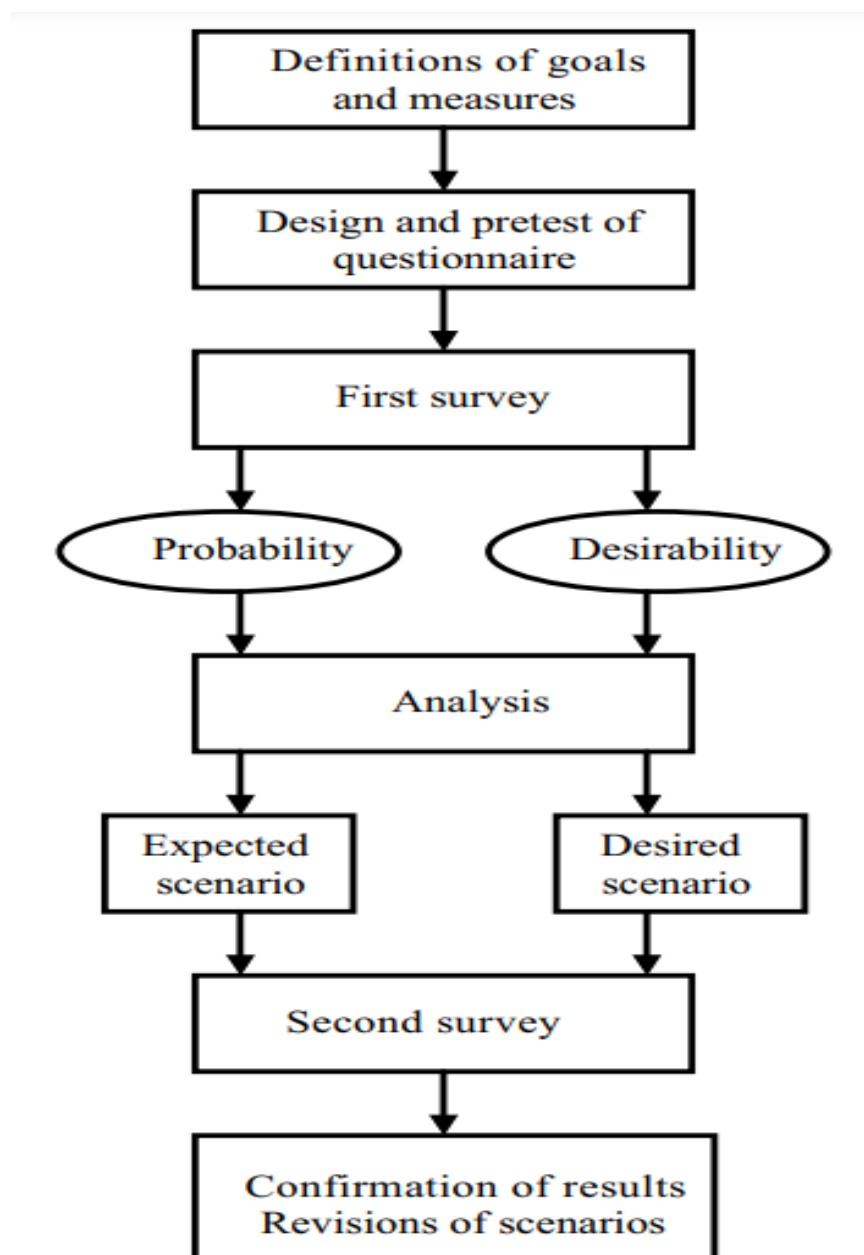 Definitions of goals
and measures
Design and pretest of
questionnaire
First survey
Probability
Desirability
Analysis
Expected
scenario
Desired
scenario
Second survey
Confirmation of results
Revisions of scenarios